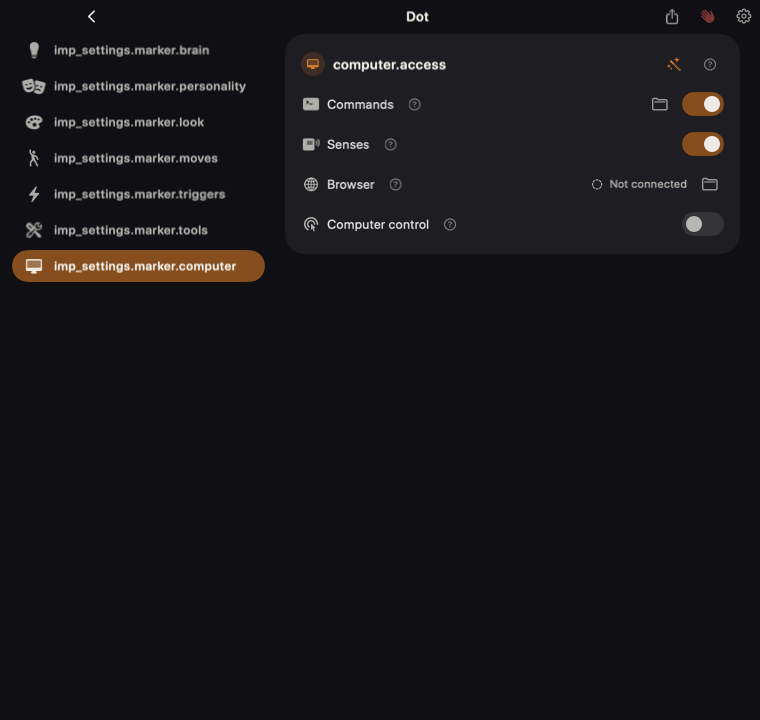 Dot
imp_settings.marker.brain
imp_settings.marker.personality
imp_settings.marker.look
imp_settings.marker.moves
imp_settings.marker.triggers
imp_settings.marker.tools
imp_settings.marker.computer
computer.access
Commands
Senses
Browser
Not connected
Computer control